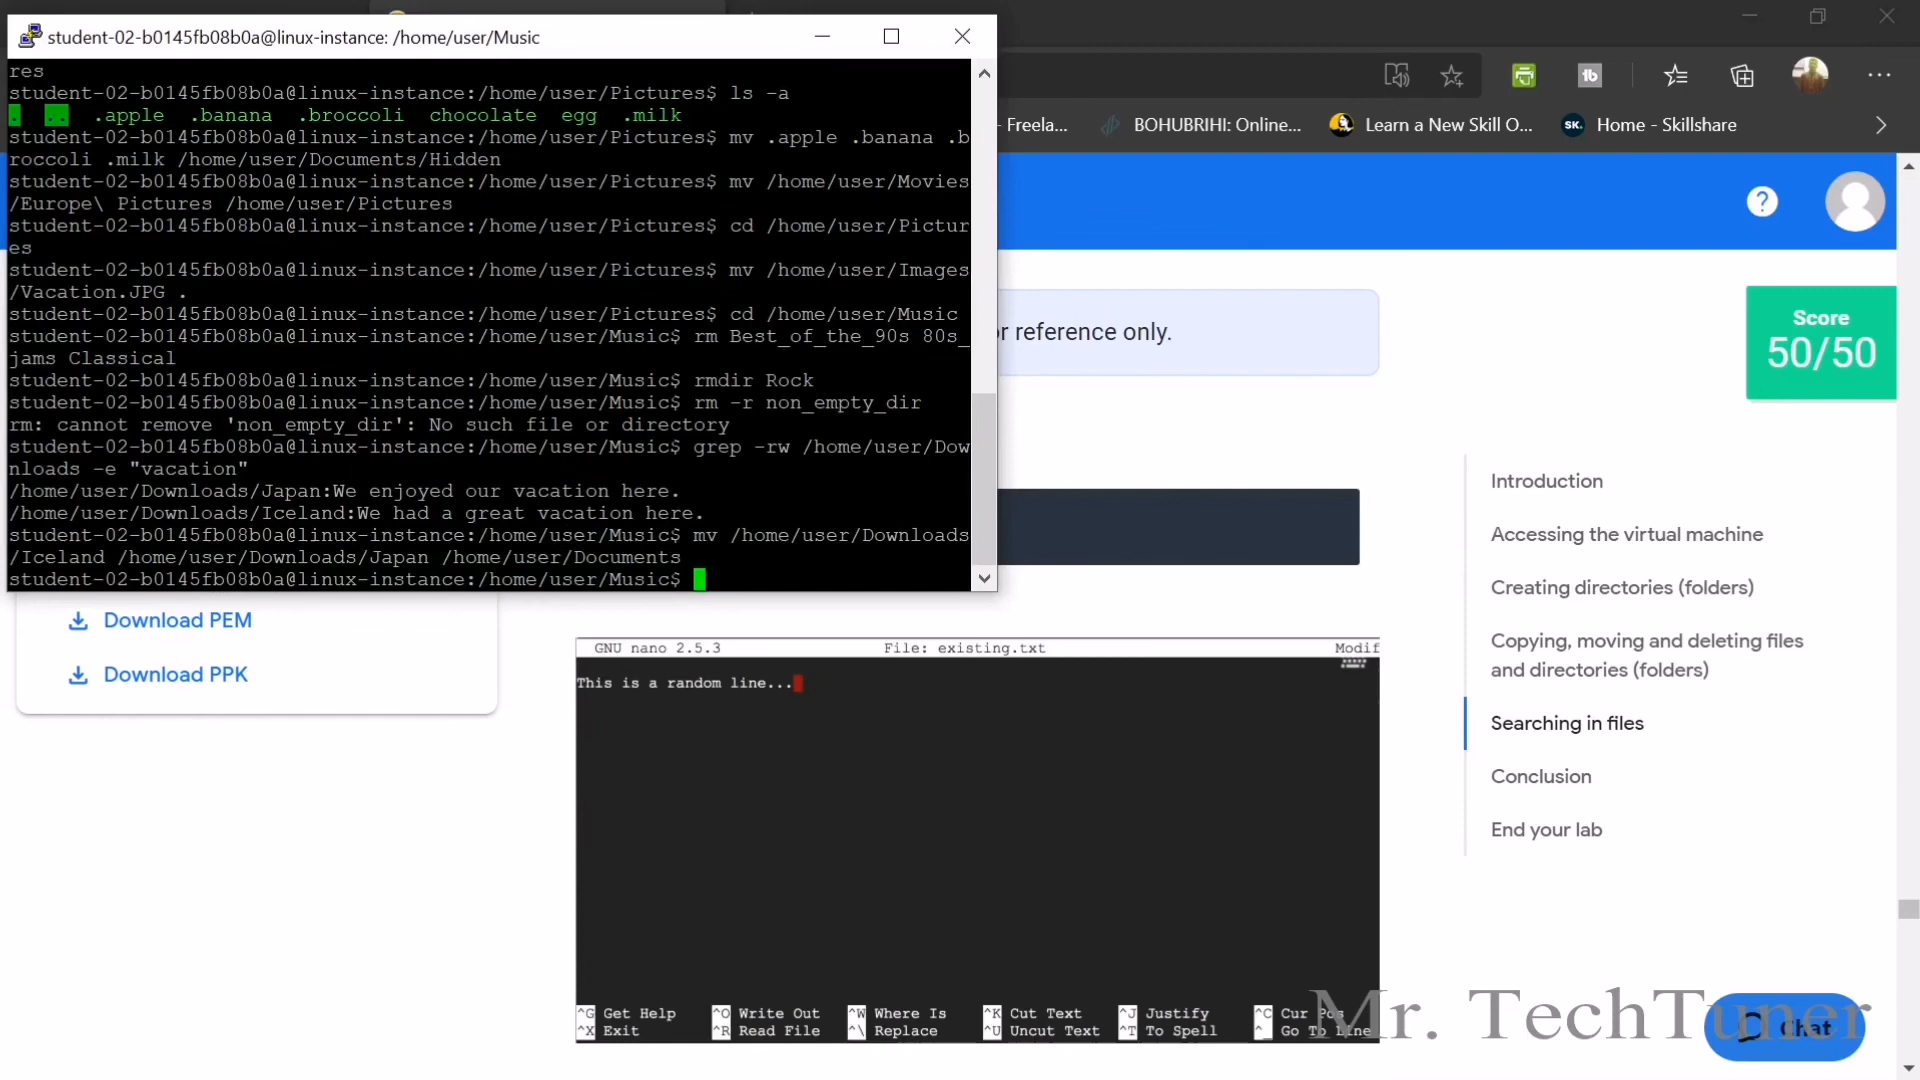 student-02-b0145fb08b0a@linux-instance: /home/user/Music
res
student-02-b0145fb08b0a@linux-instance:/home/user/Pictures$ ls -a
. .. .apple .banana .broccoli chocolate egg .milk
student-02-b0145fb08b0a@linux-instance:/home/user/Pictures$ mv .apple .banana .b
roccoli .milk /home/user/Documents/Hidden
student-02-b0145fb08b0a@linux-instance:/home/user/Pictures$ mv /home/user/Movies
/Europe\ Pictures /home/user/Pictures
student-02-b0145fb08b0a@linux-instance:/home/user/Pictures$ cd /home/user/Pictur
es
student-02-b0145fb08b0a@linux-instance:/home/user/Pictures$ mv /home/user/Images
/Vacation.JPG .
student-02-b0145fb08b0a@linux-instance:/home/user/Pictures$ cd /home/user/Music
student-02-b0145fb08b0a@linux-instance:/home/user/Music$ rm Best_of_the_90s 80s_
jams Classical
student-02-b0145fb08b0a@linux-instance:/home/user/Music$ rmdir Rock
student-02-b0145fb08b0a@linux-instance:/home/user/Music$ rm -r non_empty_dir
rm: cannot remove 'non_empty_dir': No such file or directory
student-02-b0145fb08b0a@linux-instance:/home/user/Music$ grep -rw /home/user/Dow
nloads -e "vacation"
/home/user/Downloads/Japan:We enjoyed our vacation here.
/home/user/Downloads/Iceland:We had a great vacation here.
student-02-b0145fb08b0a@linux-instance:/home/user/Music$ mv /home/user/Downloads
/Iceland /home/user/Downloads/Japan /home/user/Documents
student-02-b0145fb08b0a@linux-instance:/home/user/Music$
- Freela...
BOHUBRIHI: Online...
Learn a New Skill O...
SK.
Home - Skillshare
tb
?
Score
50/50
or reference only.
Introduction
Accessing the virtual machine
Creating directories (folders)
Copying, moving and deleting files
and directories (folders)
Searching in files
Conclusion
End your lab
Download PEM
Download PPK
GNU nano 2.5.3 File: existing.txt Modif
This is a random line...
^G Get Help ^O Write Out ^W Where Is ^K Cut Text ^J Justify ^C Cur Pos
^X Exit ^R Read File ^\ Replace ^U Uncut Text ^T To Spell ^_ Go To Line
Chat
Mr. TechTuner